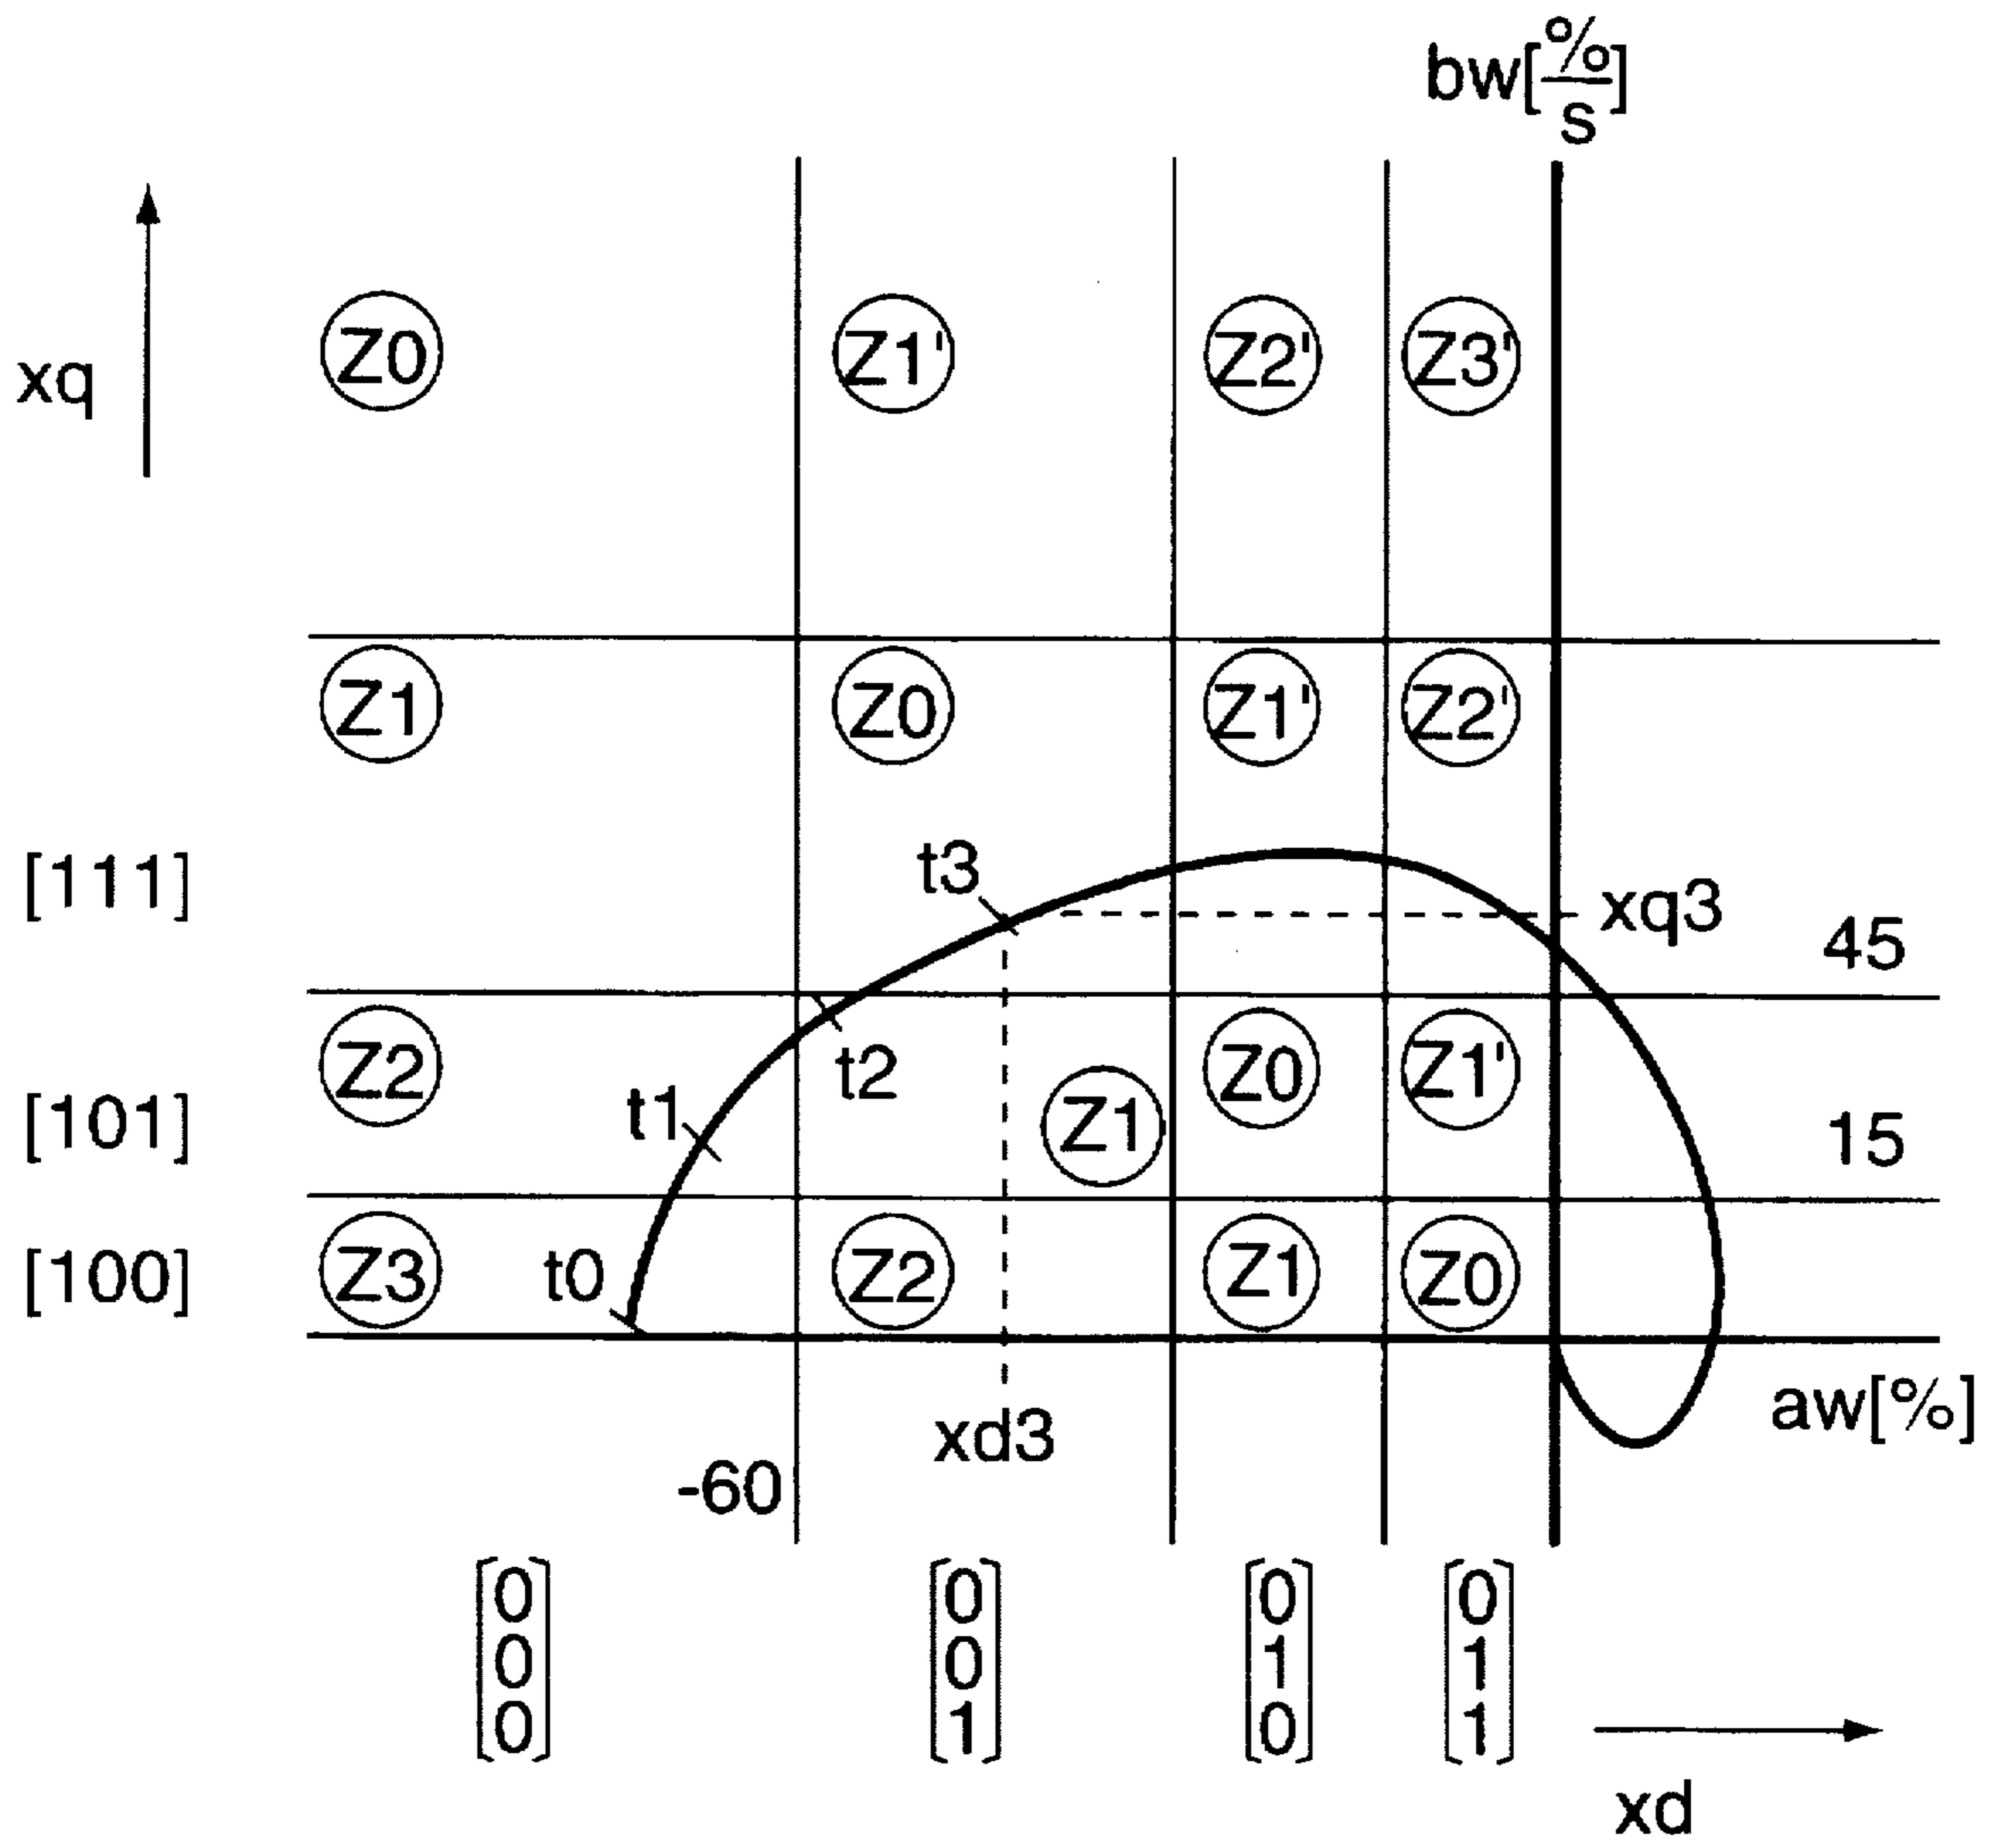 bw[%/s]
xq
Z0 Z1' Z2' Z3'
Z1 Z0 Z1' Z2'
[111] t3 xq3 45
Z2 t2 Z0 Z1'
[101] t1 Z1 15
[100] Z3 t0 Z2 Z1 Z0
aw[%]
xd3
-60
0 0 0 0
0 0 1 1
0 1 0 1
xd